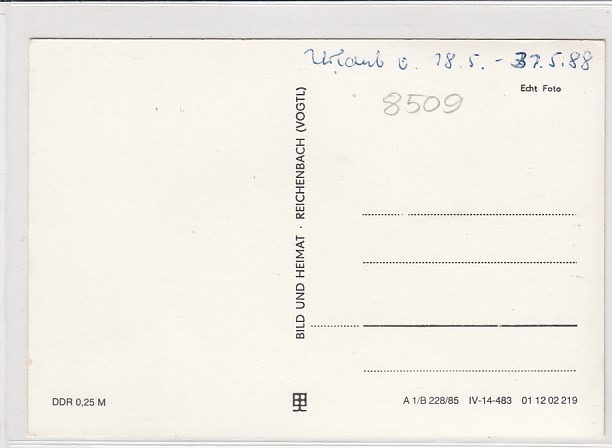 Urlaub v. 18.5. - 31.5.88
Echt Foto
8509
BILD UND HEIMAT · REICHENBACH (VOGTL)
DDR 0,25 M
A 1/B 228/85 IV-14-483 01 12 02 219